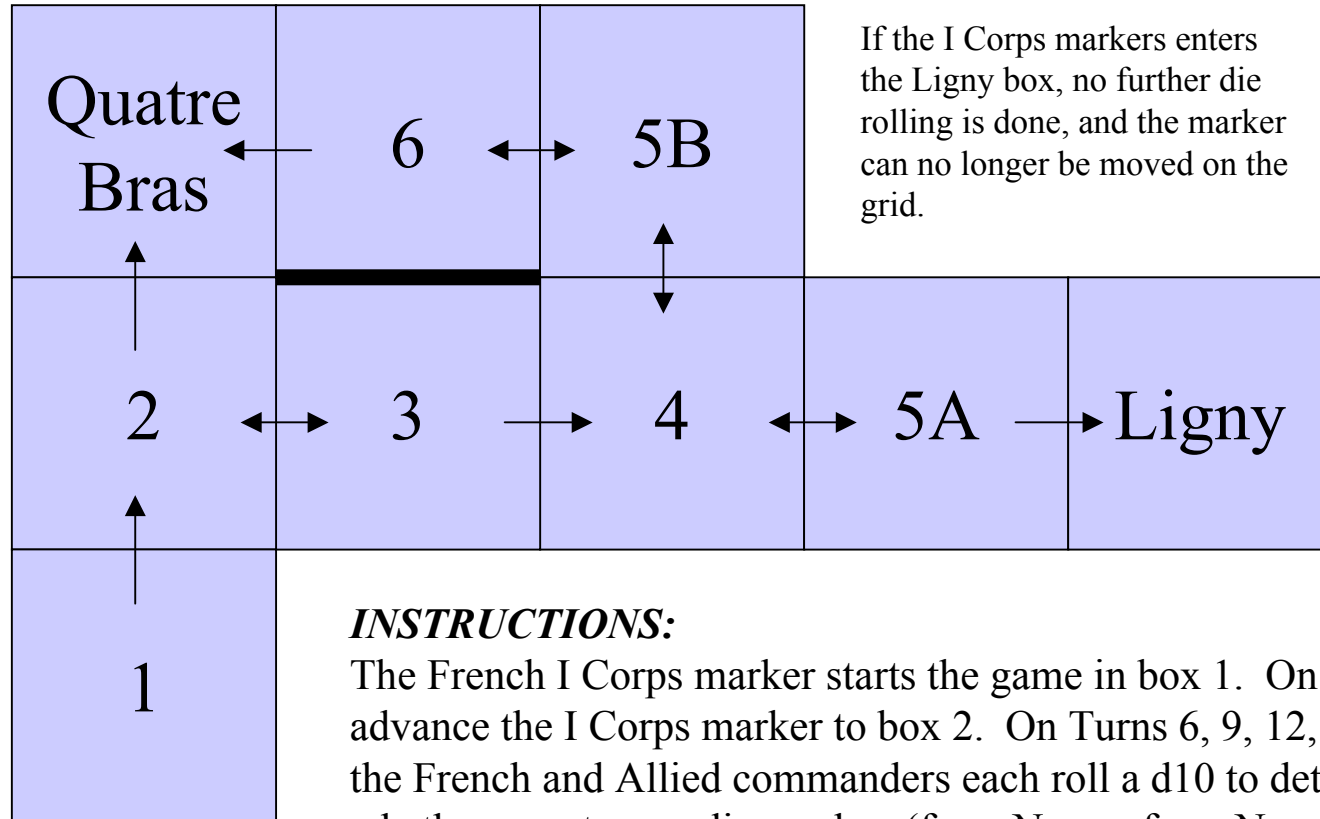 Quatre
Bras
6
5B
If the I Corps markers enters
the Ligny box, no further die
rolling is done, and the marker
can no longer be moved on the
grid.
2
3
4
5A
Ligny
1
INSTRUCTIONS:
The French I Corps marker starts the game in box 1. On
advance the I Corps marker to box 2. On Turns 6, 9, 12,
the French and Allied commanders each roll a d10 to det